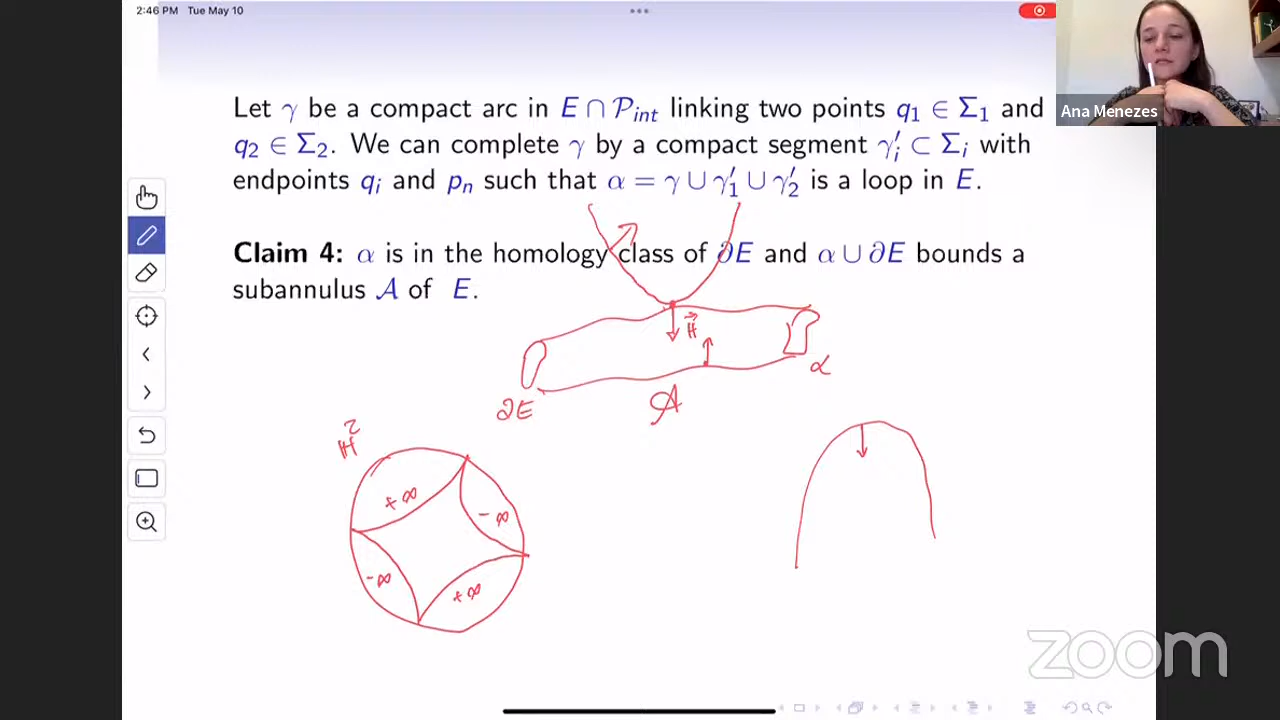 2:46 PM Tue May 10
Ana Menezes
Let γ be a compact arc in E ∩ 𝒫_int linking two points q₁ ∈ Σ₁ and
q₂ ∈ Σ₂. We can complete γ by a compact segment γ′ᵢ ⊂ Σᵢ with
endpoints qᵢ and pₙ such that α = γ ∪ γ′₁ ∪ γ′₂ is a loop in E.
Claim 4: α is in the homology class of ∂E and α ∪ ∂E bounds a
subannulus 𝒜 of E.
H⃗
α
∂E
𝒜
ℍ²
+∞
-∞
-∞
+∞
zoom